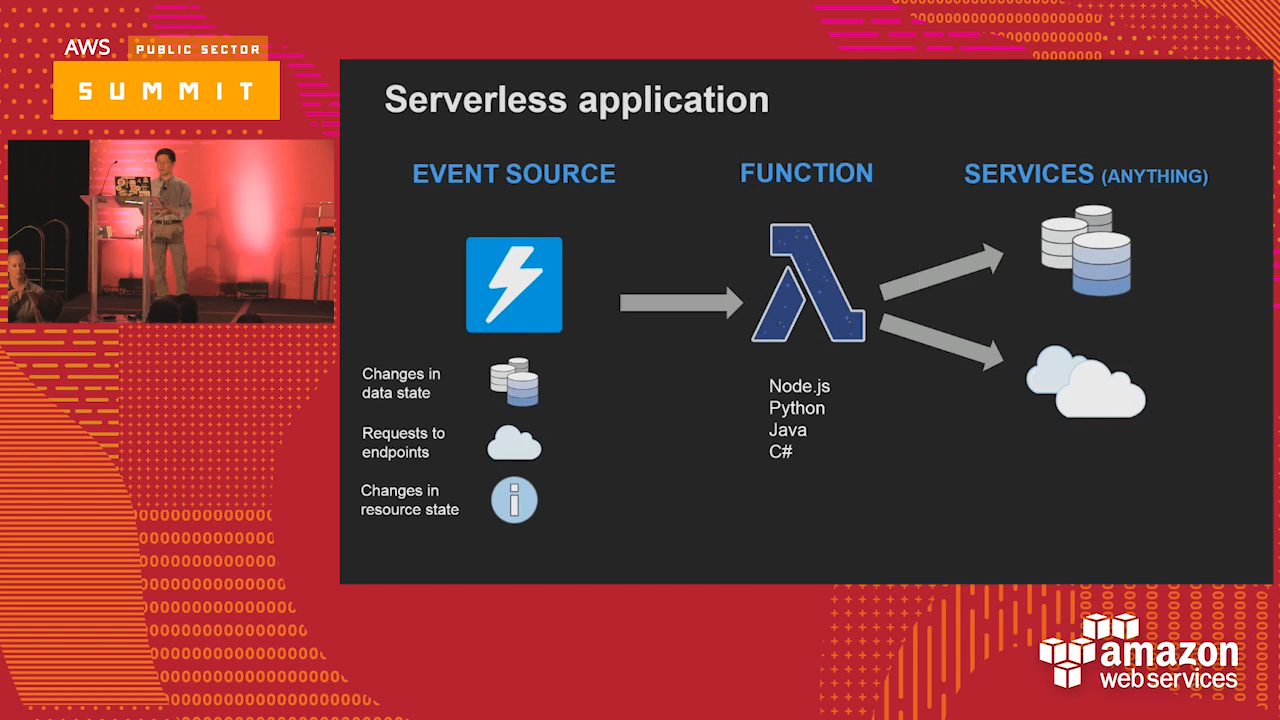 AWS PUBLIC SECTOR
SUMMIT
Serverless application
EVENT SOURCE
FUNCTION
SERVICES (ANYTHING)
Changes in
data state
Requests to
endpoints
Changes in
resource state
Node.js
Python
Java
C#
amazon
web services